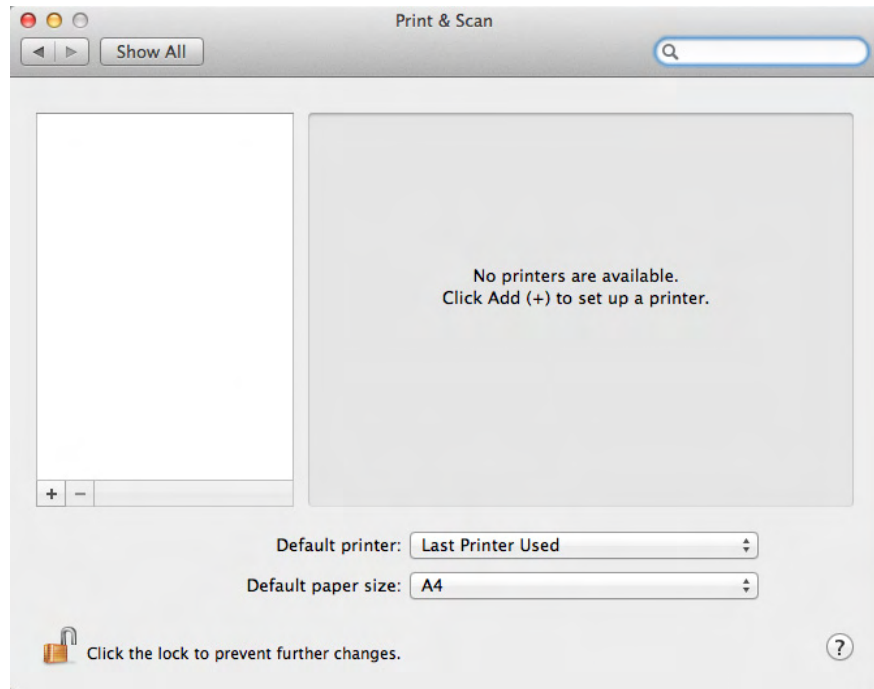 Print & Scan
Show All
No printers are available.
Click Add (+) to set up a printer.
+ −
Default printer: Last Printer Used
Default paper size: A4
Click the lock to prevent further changes.
?